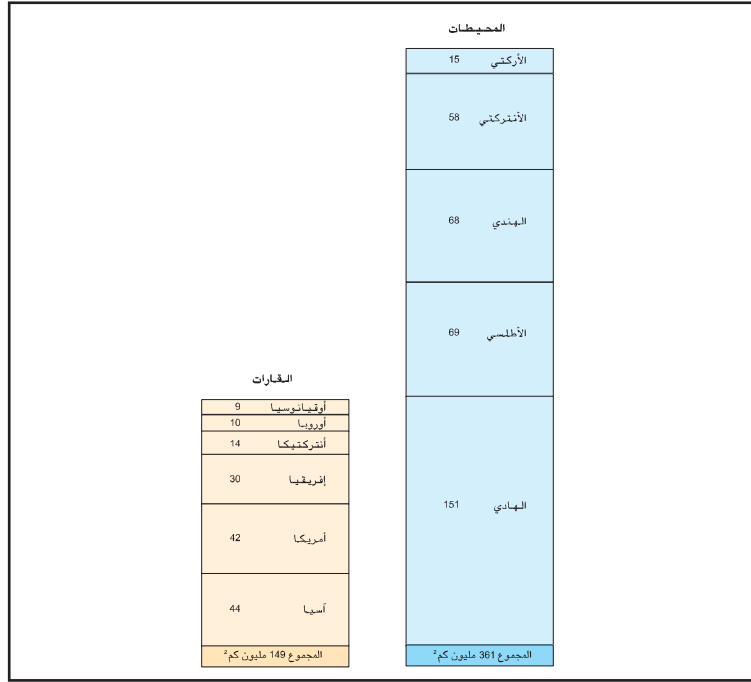 المحيطات
الأركتي 15
الأنتركتي 58
الهندي 68
الأطلسي 69
الهادي 151
المجموع 361 مليون كم²
القارات
أوقيانوسيا 9
أوروبا 10
أنتركتيكا 14
إفريقيا 30
أمريكا 42
آسيا 44
المجموع 149 مليون كم²